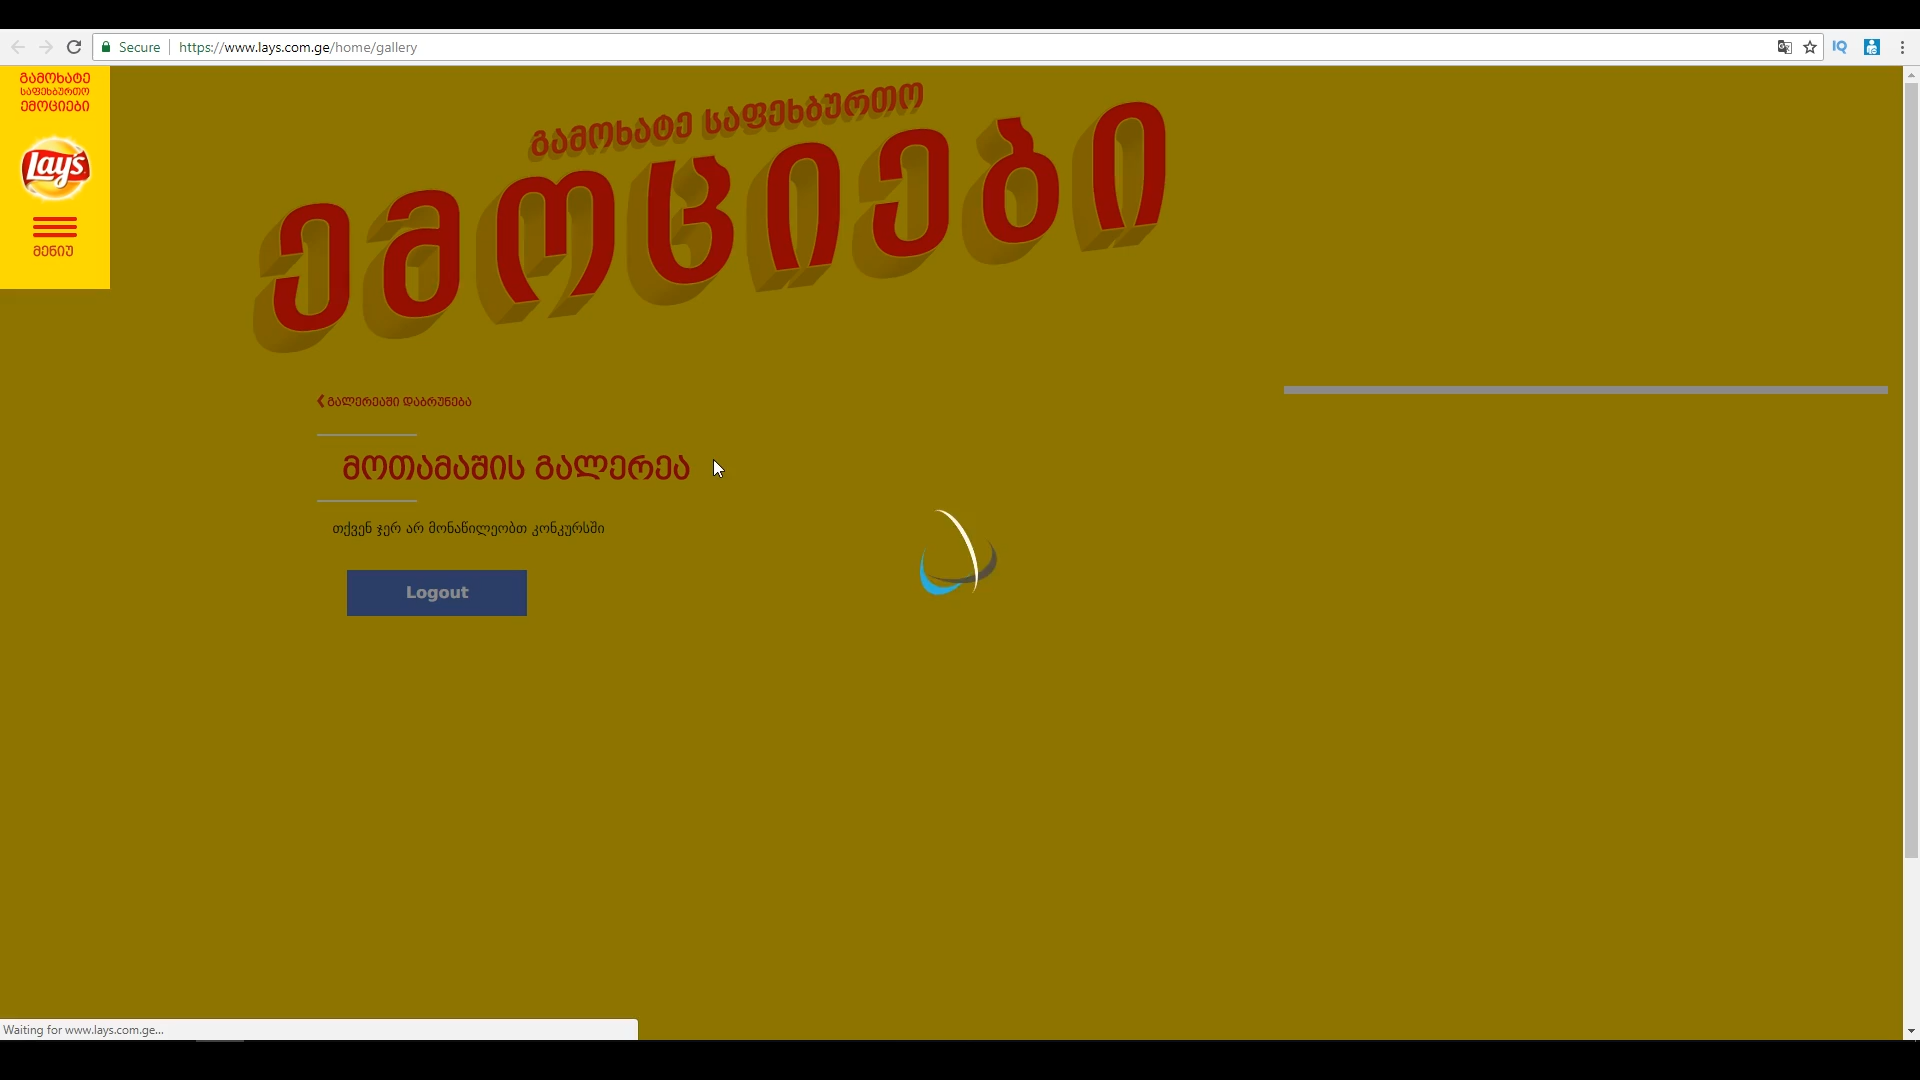 Secure
https://www.lays.com.ge/home/gallery
IQ
გამოხატე
საფეხბურთო
ემოციები
Lay's
მენიუ
გამოხატე საფეხბურთო
ემოციები
გალერეაში დაბრუნება
მოთამაშის გალერეა
თქვენ ჯერ არ მონაწილეობთ კონკურსში
Logout
Waiting for www.lays.com.ge...